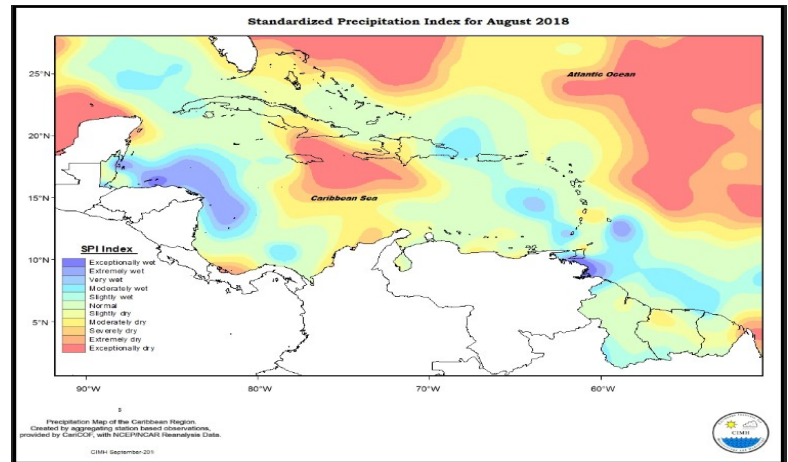 Standardized Precipitation Index for August 2018
25°N
20°N
15°N
10°N
5°N
Atlantic Ocean
Caribbean Sea
SPI Index
Exceptionally wet
Extremely wet
Very wet
Moderately wet
Slightly wet
Normal
Slightly dry
Moderately dry
Severely dry
Extremely dry
Exceptionally dry
90°W
80°W
70°W
60°W
Precipitation Map of the Caribbean Region.
Created by aggregating station based observations,
provided by CariCOF, with NCEP/NCAR Reanalysis Data.
CIMH September-201
CIMH